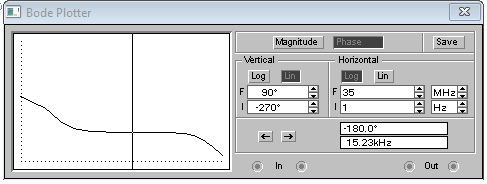 Bode Plotter
Magnitude Phase Save
Vertical Horizontal
Log Lin Log Lin
F 90° F 35 MHz
I -270° I 1 Hz
-180.0°
15.23kHz
In Out